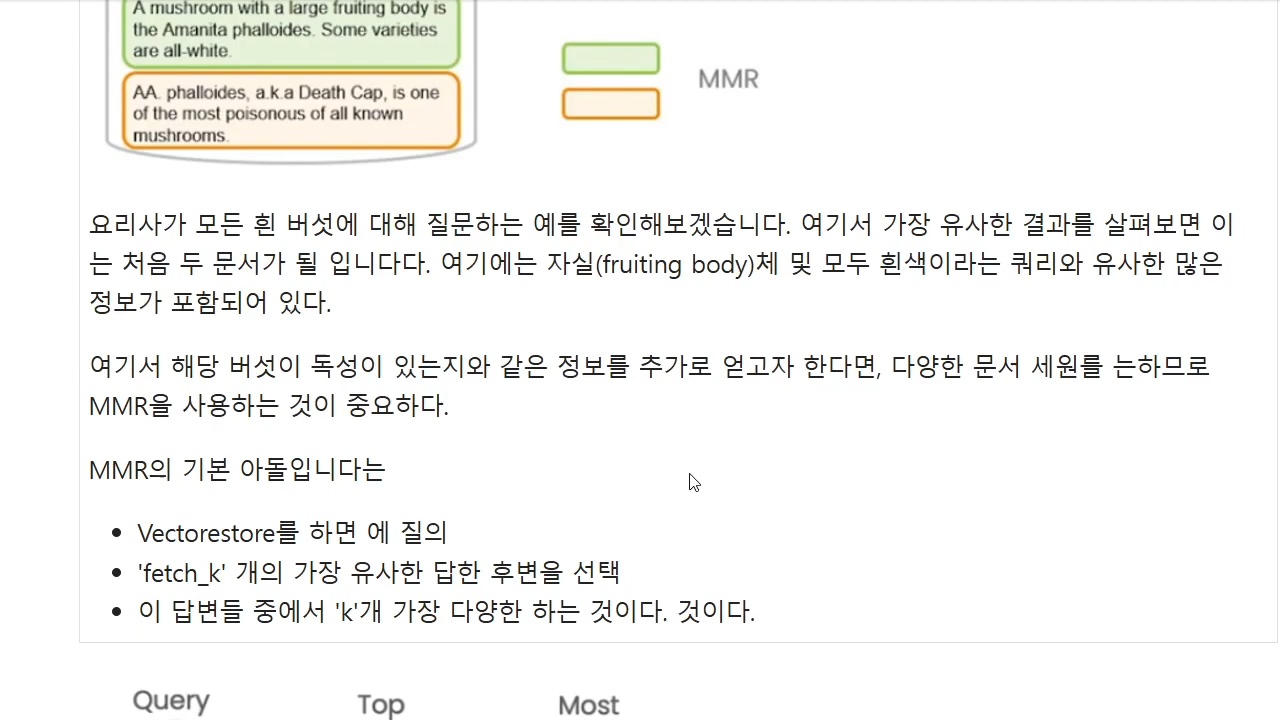 A mushroom with a large fruiting body is
the Amanita phalloides. Some varieties
are all-white.
AA. phalloides, a.k.a Death Cap, is one
of the most poisonous of all known
mushrooms.
MMR
요리사가 모든 흰 버섯에 대해 질문하는 예를 확인해보겠습니다. 여기서 가장 유사한 결과를 살펴보면 이
는 처음 두 문서가 될 입니다다. 여기에는 자실(fruiting body)체 및 모두 흰색이라는 쿼리와 유사한 많은
정보가 포함되어 있다.
여기서 해당 버섯이 독성이 있는지와 같은 정보를 추가로 얻고자 한다면, 다양한 문서 세원를 는하므로
MMR을 사용하는 것이 중요하다.
MMR의 기본 아돌입니다는
• Vectorestore를 하면 에 질의
• 'fetch_k' 개의 가장 유사한 답한 후변을 선택
• 이 답변들 중에서 'k'개 가장 다양한 하는 것이다. 것이다.
Query Top Most